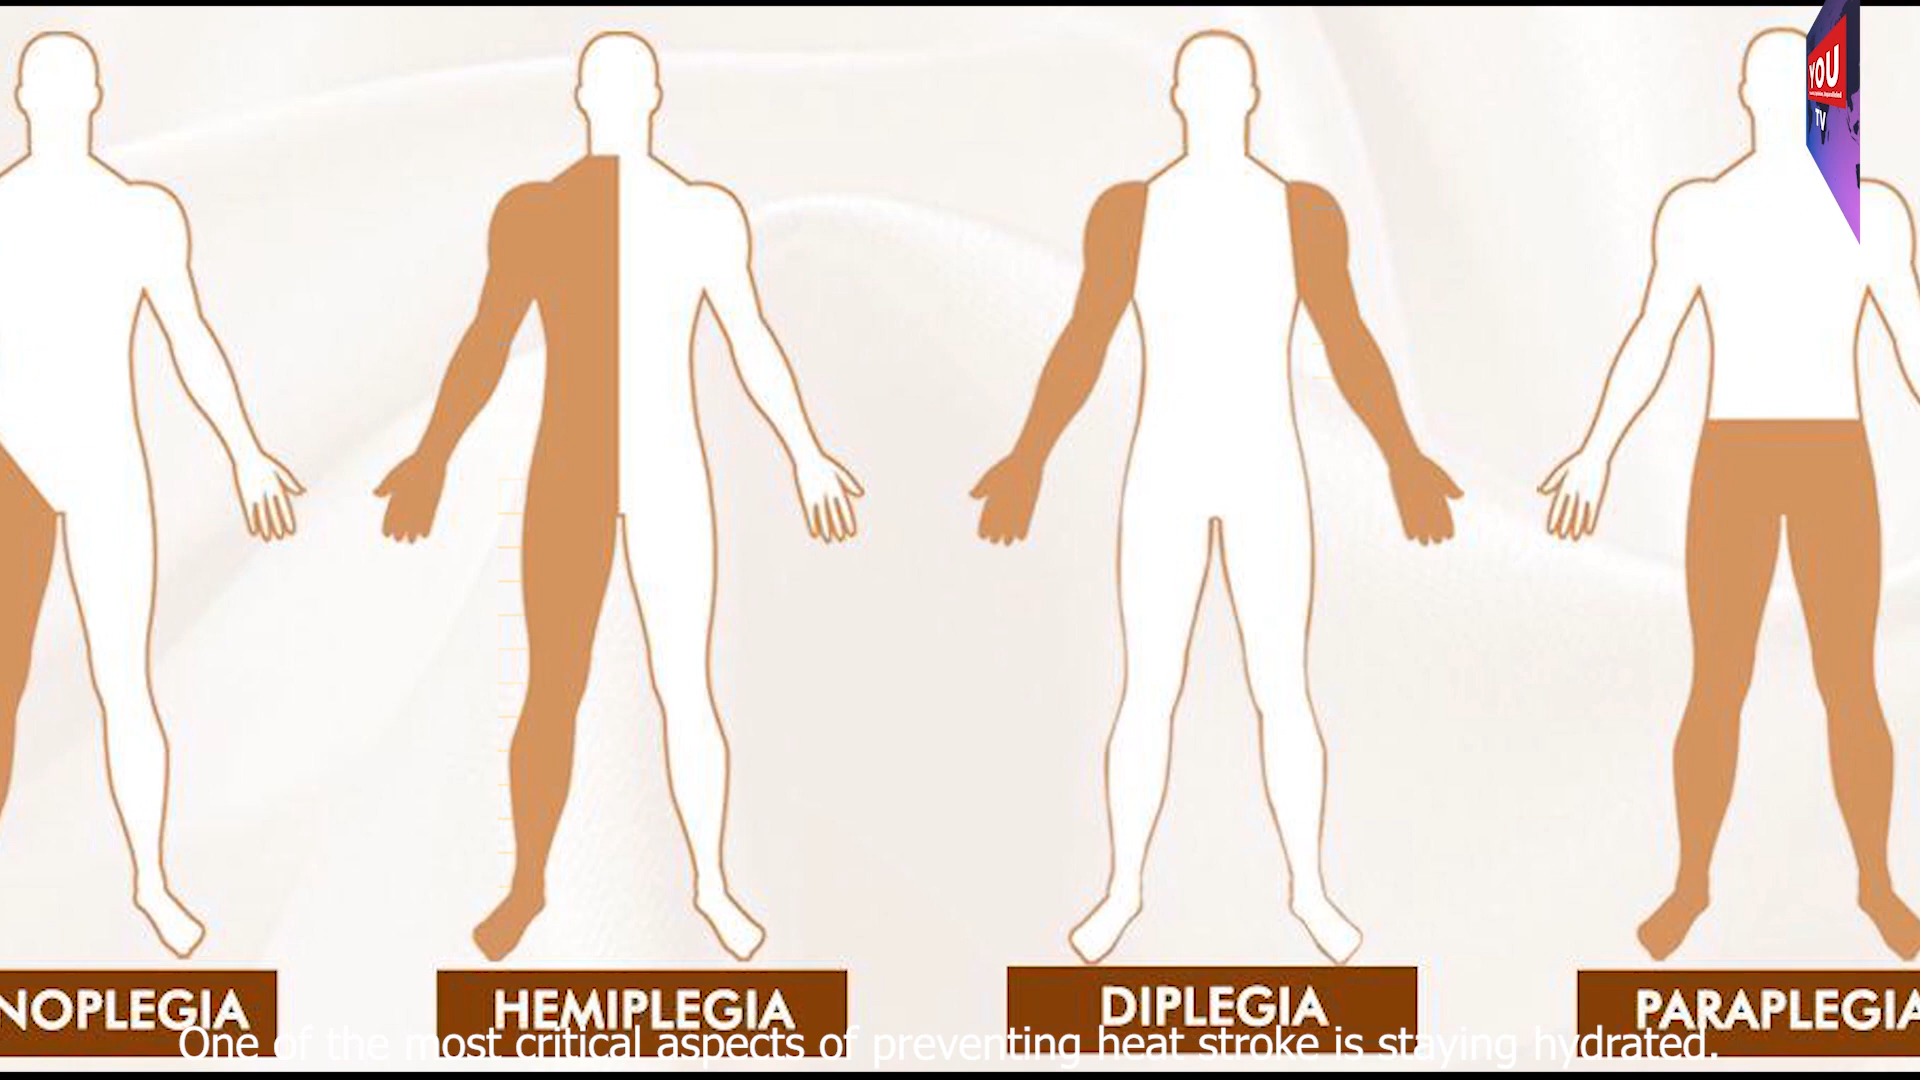 YOU
TV
NOPLEGIA
HEMIPLEGIA
DIPLEGIA
PARAPLEGIA
One of the most critical aspects of preventing heat stroke is staying hydrated.